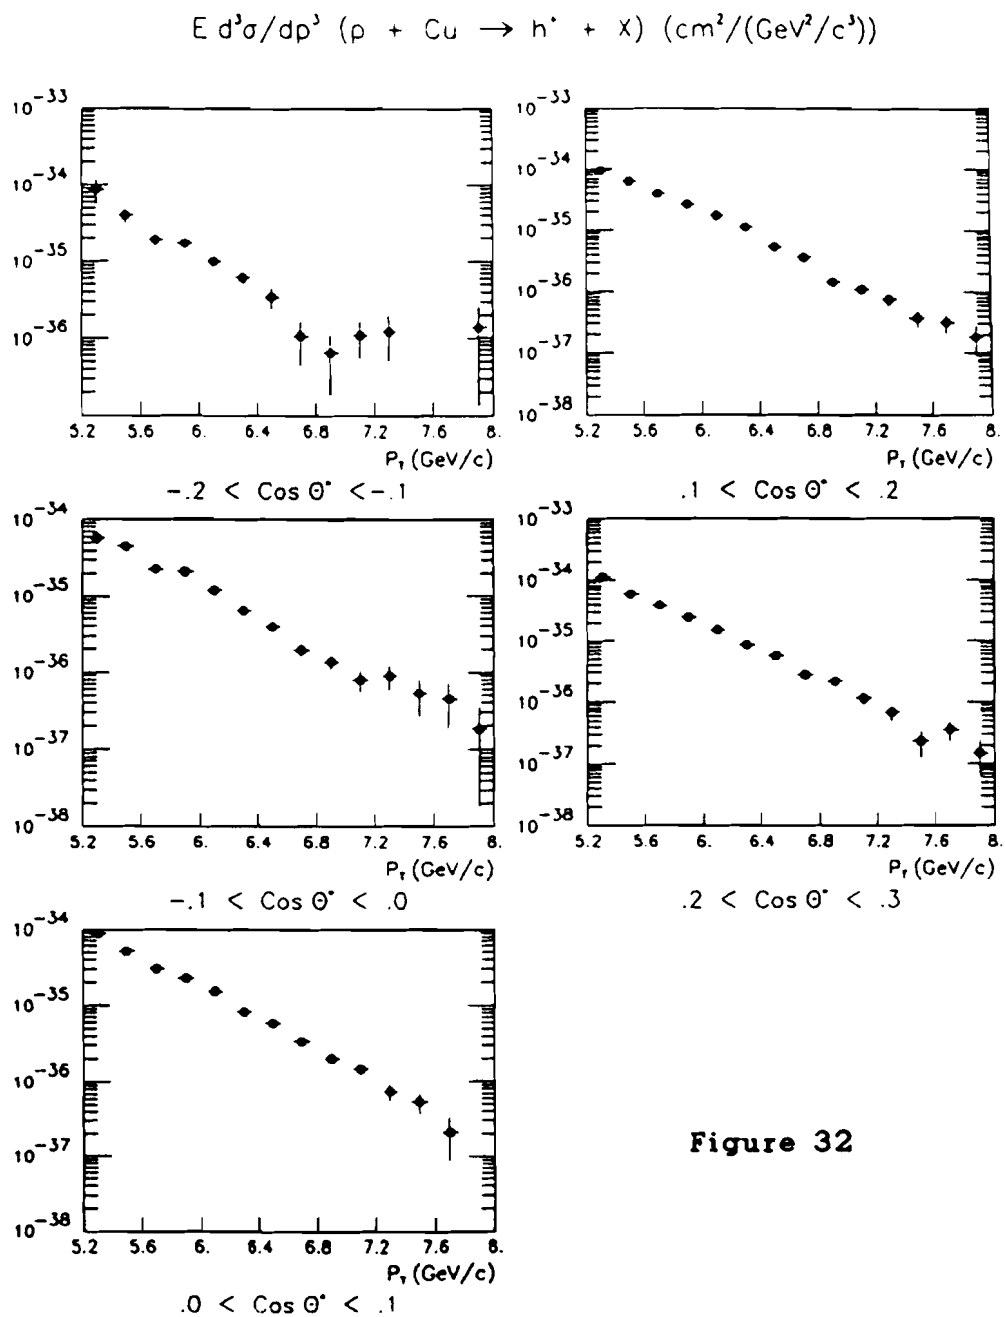 E d³σ/dp³ (p + Cu → h⁺ + X) (cm²/(GeV²/c³))
10⁻³³
10⁻³⁴
10⁻³⁵
10⁻³⁶
5.2 5.6 6. 6.4 6.8 7.2 7.6 8.
P_T (GeV/c)
-.2 < Cos Θ* <-.1
10⁻³³
10⁻³⁴
10⁻³⁵
10⁻³⁶
10⁻³⁷
10⁻³⁸
5.2 5.6 6. 6.4 6.8 7.2 7.6 8.
P_T (GeV/c)
.1 < Cos Θ* < .2
10⁻³⁴
10⁻³⁵
10⁻³⁶
10⁻³⁷
10⁻³⁸
5.2 5.6 6. 6.4 6.8 7.2 7.6 8.
P_T (GeV/c)
-.1 < Cos Θ* < .0
10⁻³³
10⁻³⁴
10⁻³⁵
10⁻³⁶
10⁻³⁷
10⁻³⁸
5.2 5.6 6. 6.4 6.8 7.2 7.6 8.
P_T (GeV/c)
.2 < Cos Θ* < .3
10⁻³⁴
10⁻³⁵
10⁻³⁶
10⁻³⁷
10⁻³⁸
5.2 5.6 6. 6.4 6.8 7.2 7.6 8.
P_T (GeV/c)
.0 < Cos Θ* < .1
Figure 32